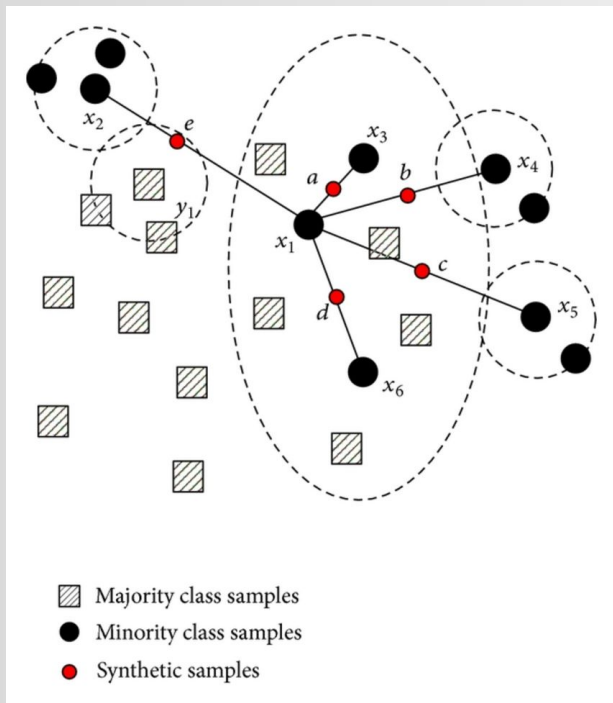 x₂
e
x₃
a
b
x₄
y₁
x₁
c
d
x₅
x₆
Majority class samples
Minority class samples
Synthetic samples